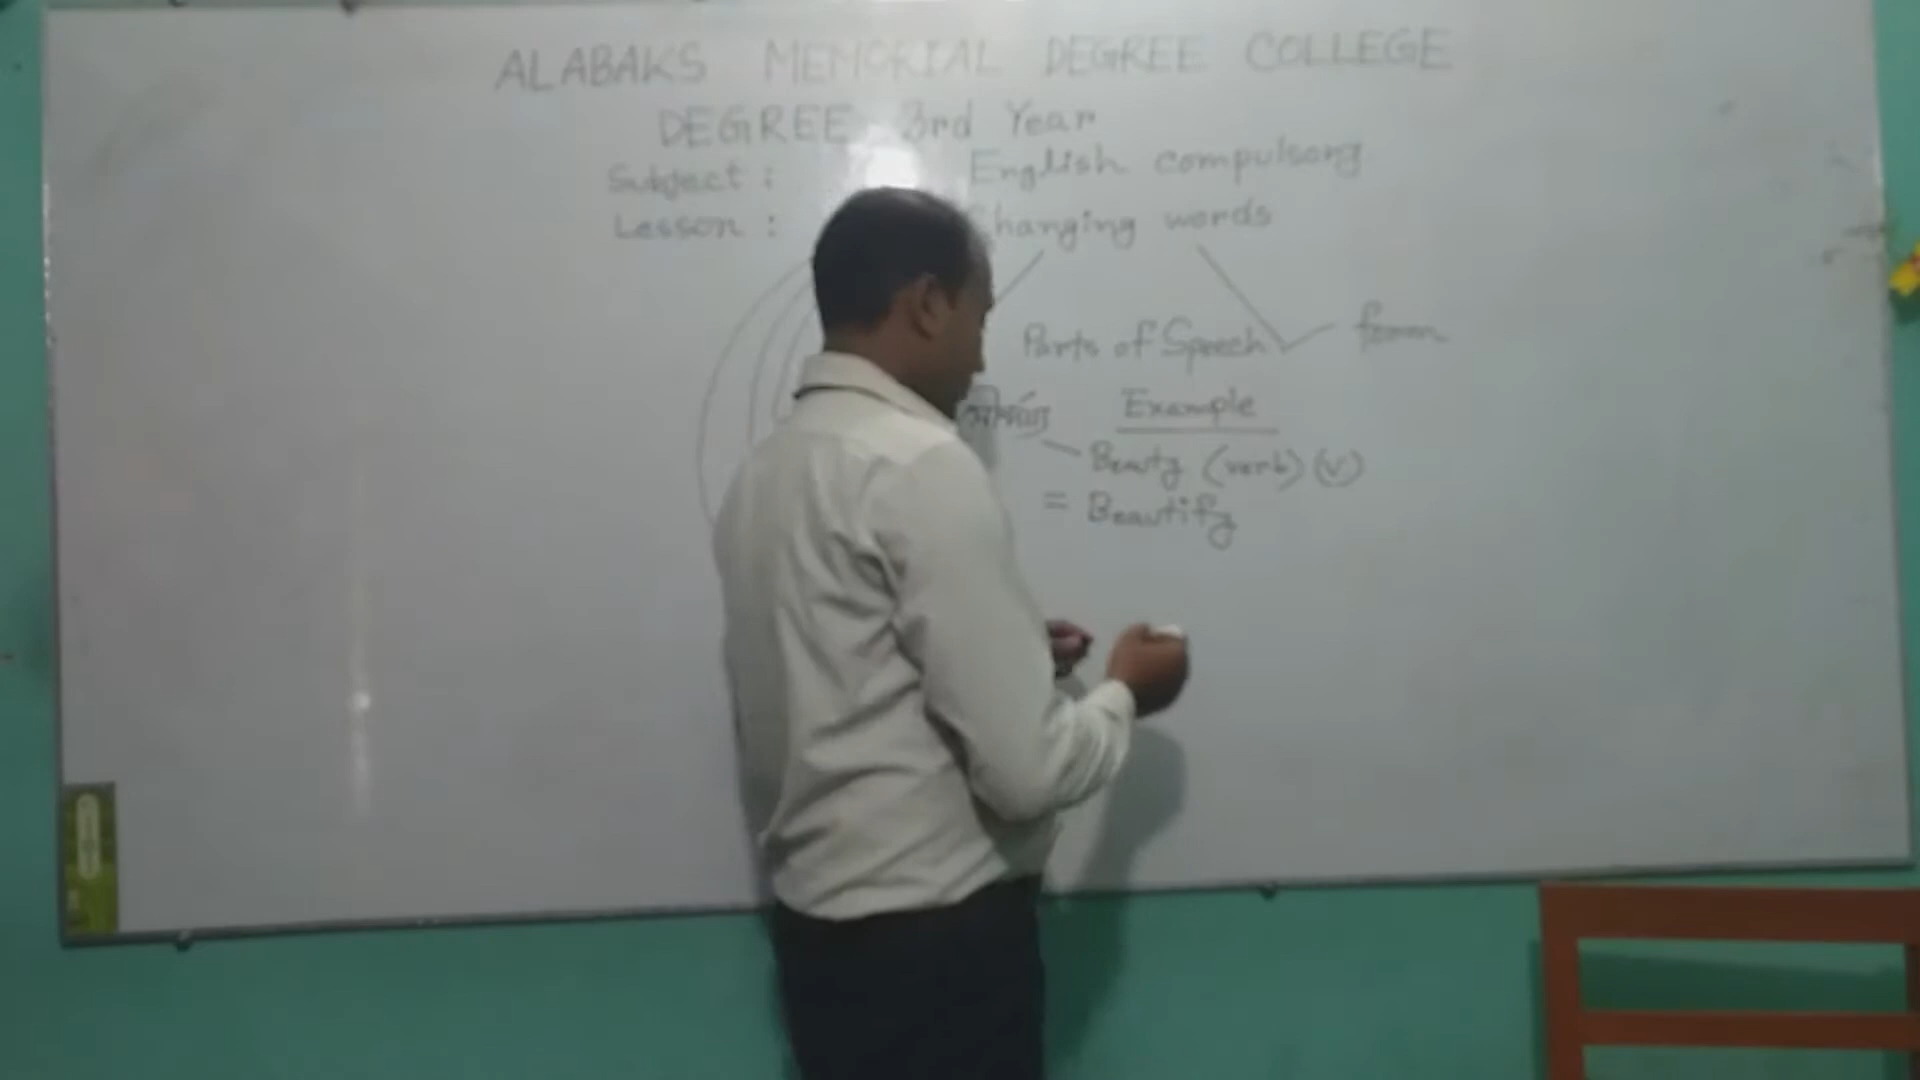 ALABAKS MEMORIAL DEGREE COLLEGE
DEGREE 3rd Year
Subject : English compulsory
Lesson : Changing words
Parts of Speech form
Example
Beauty (verb) (v)
= Beautify